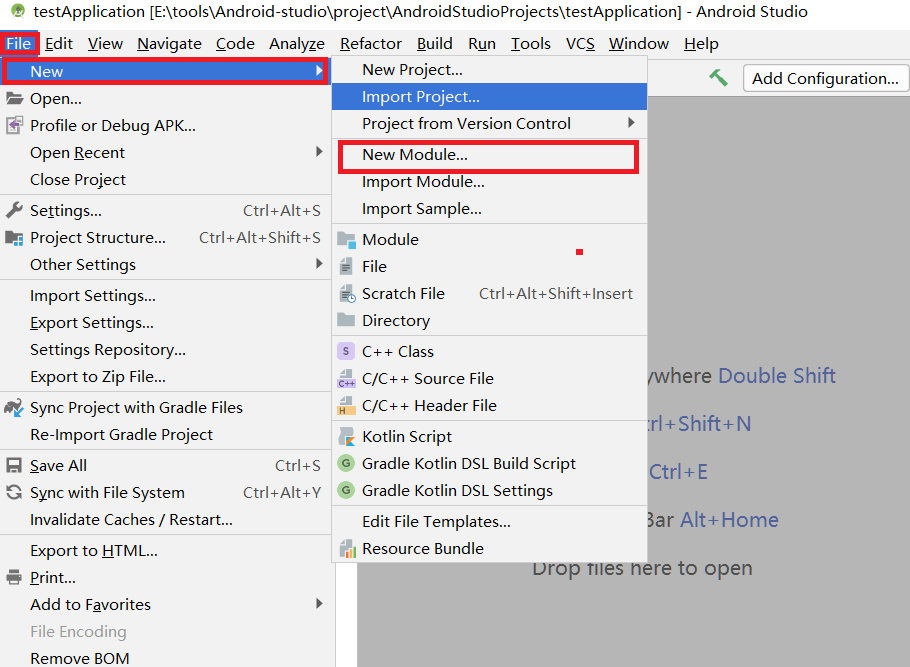 testApplication [E:\tools\Android-studio\project\AndroidStudioProjects\testApplication] - Android Studio
File Edit View Navigate Code Analyze Refactor Build Run Tools VCS Window Help
Add Configuration...
New
Open...
Profile or Debug APK...
Open Recent
Close Project
Settings... Ctrl+Alt+S
Project Structure... Ctrl+Alt+Shift+S
Other Settings
Import Settings...
Export Settings...
Settings Repository...
Export to Zip File...
Sync Project with Gradle Files
Re-Import Gradle Project
Save All Ctrl+S
Sync with File System Ctrl+Alt+Y
Invalidate Caches / Restart...
Export to HTML...
Print...
Add to Favorites
File Encoding
Remove BOM
New Project...
Import Project...
Project from Version Control
New Module...
Import Module...
Import Sample...
Module
File
Scratch File Ctrl+Alt+Shift+Insert
Directory
S C++ Class
C++ C/C++ Source File
H C/C++ Header File
Kotlin Script
G Gradle Kotlin DSL Build Script
G Gradle Kotlin DSL Settings
Edit File Templates...
Resource Bundle
ywhere Double Shift
rl+Shift+N
Ctrl+E
Bar Alt+Home
Drop files here to open